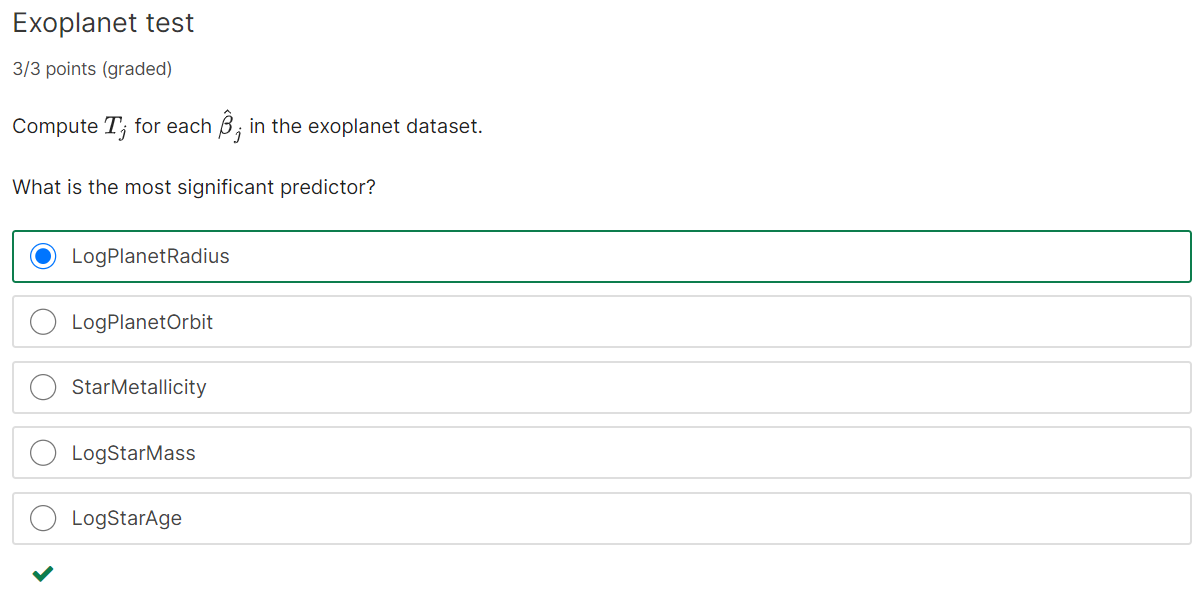 Exoplanet test
3/3 points (graded)
Compute $T_j$ for each $\hat{\beta}_j$ in the exoplanet dataset.
What is the most significant predictor?
LogPlanetRadius
LogPlanetOrbit
StarMetallicity
LogStarMass
LogStarAge